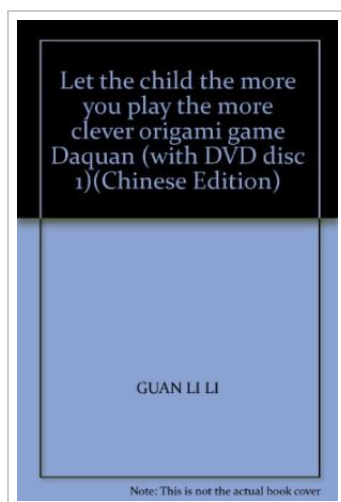 Let the child the more
you play the more
clever origami game
Daquan (with DVD disc
1)(Chinese Edition)
GUAN LI LI
Note: This is not the actual book cover